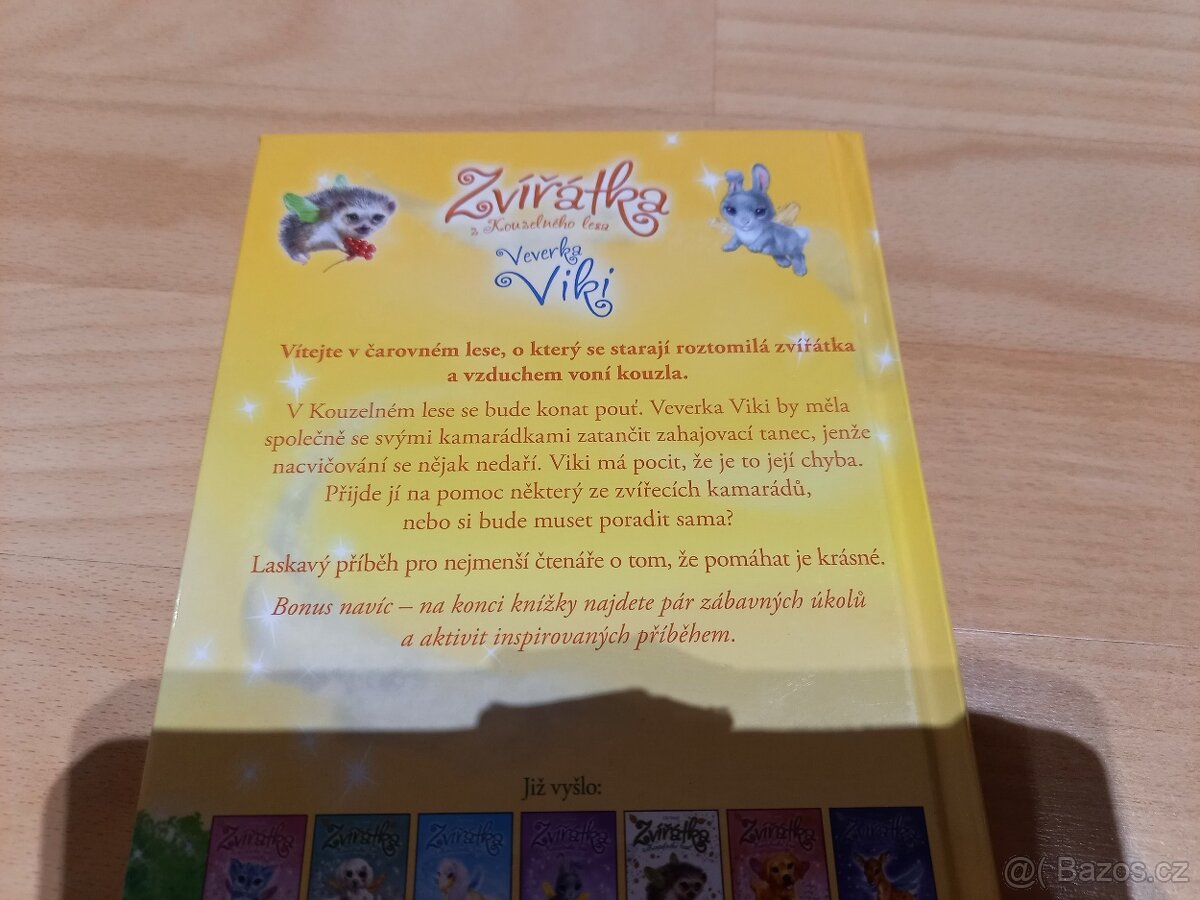 Zvířátka
z Kouzelného lesa
Veverka
Viki
Vítejte v čarovném lese, o který se starají roztomilá zvířátka
a vzduchem voní kouzla.
V Kouzelném lese se bude konat pouť. Veverka Viki by měla
společně se svými kamarádkami zatančit zahajovací tanec, jenže
nacvičování se nějak nedaří. Viki má pocit, že je to její chyba.
Přijde jí na pomoc některý ze zvířecích kamarádů,
nebo si bude muset poradit sama?
Laskavý příběh pro nejmenší čtenáře o tom, že pomáhat je krásné.
Bonus navíc – na konci knížky najdete pár zábavných úkolů
a aktivit inspirovaných příběhem.
Již vyšlo:
Zvířátka Zvířátka Zvířátka Zvířátka Zvířátka Zvířátka
@( Bazos.cz